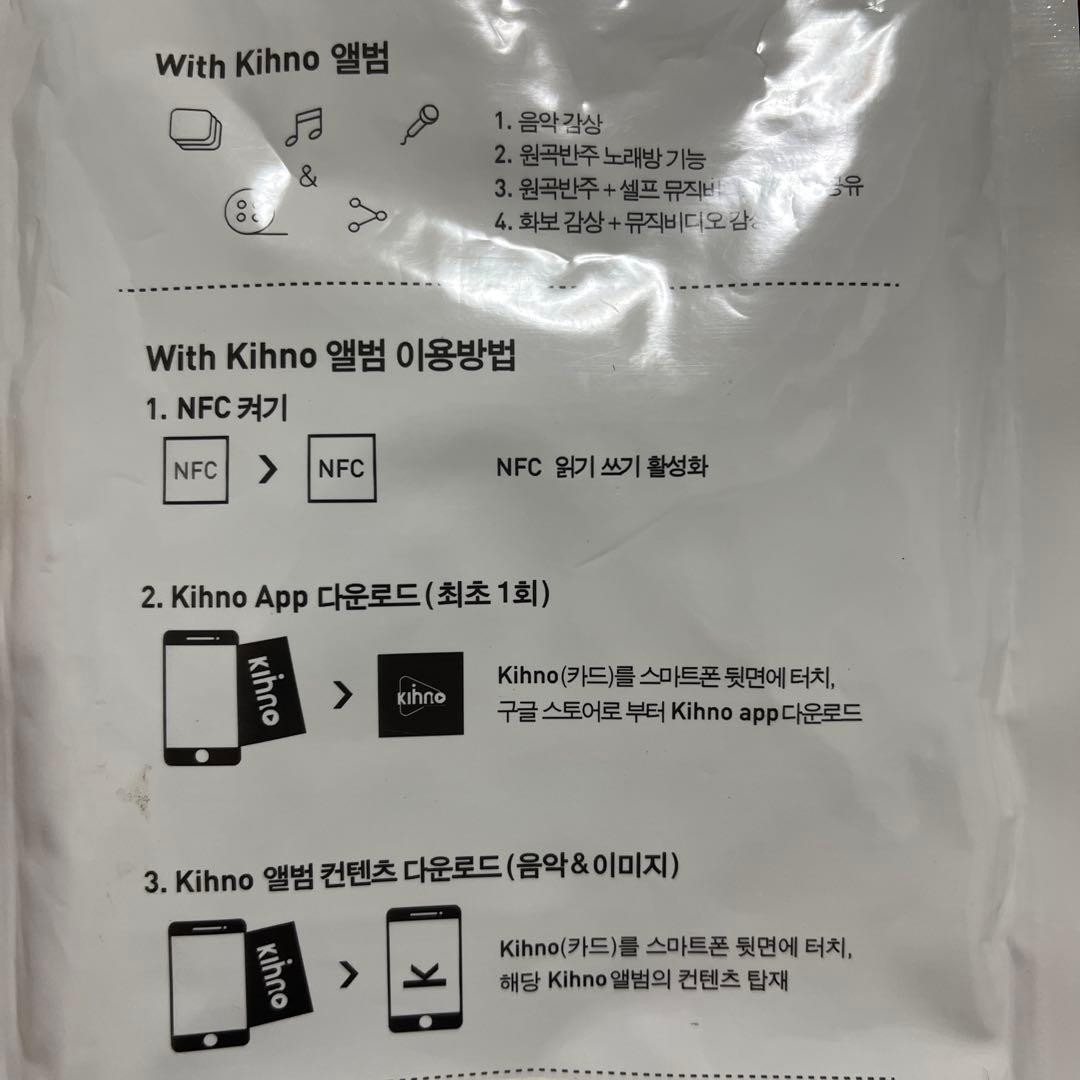 With Kihno 앨범
&
1. 음악 감상
2. 원곡반주 노래방 기능
3. 원곡반주 + 셀프 뮤직비
4. 화보 감상 + 뮤직비디오 감상
With Kihno 앨범 이용방법
1. NFC 켜기
NFC > NFC
NFC 읽기 쓰기 활성화
2. Kihno App 다운로드 (최초 1회)
Kihno
Kihno
Kihno(카드)를 스마트폰 뒷면에 터치,
구글 스토어로 부터 Kihno app 다운로드
3. Kihno 앨범 컨텐츠 다운로드 (음악&이미지)
Kihno
K
Kihno(카드)를 스마트폰 뒷면에 터치,
해당 Kihno 앨범의 컨텐츠 탑재